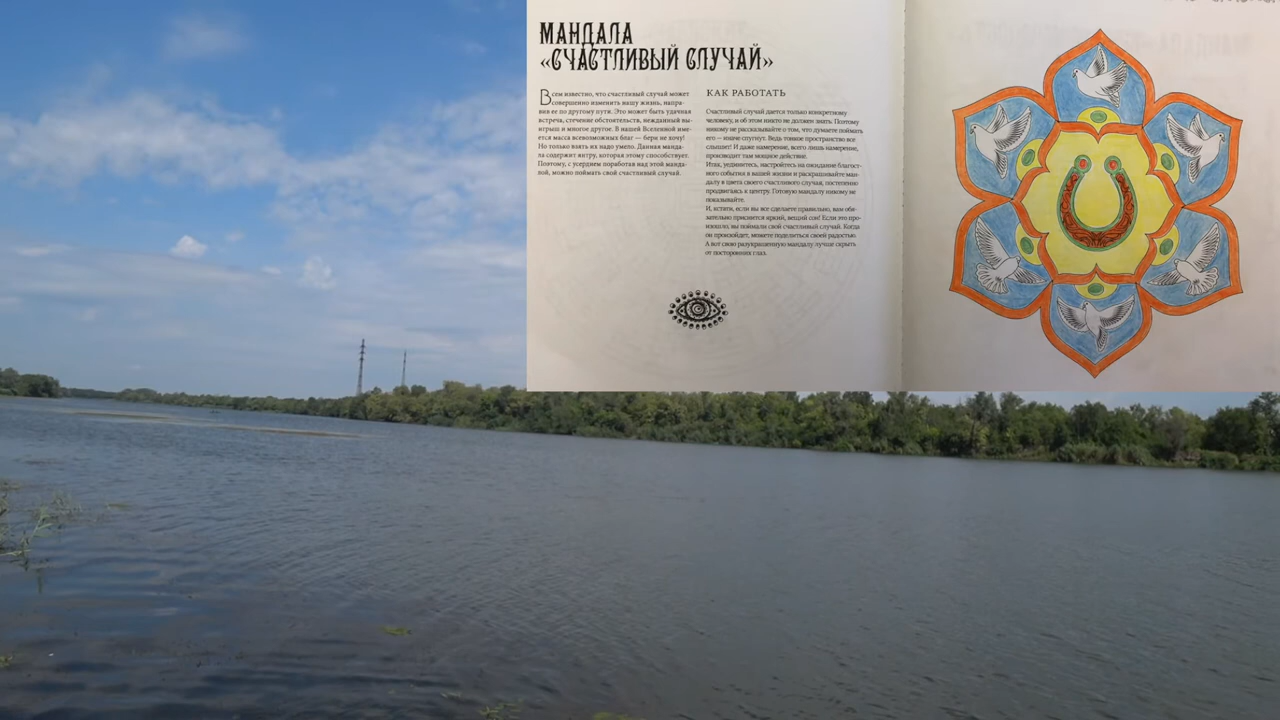 МАНДАЛА
«СЧАСТЛИВЫЙ СЛУЧАЙ»
Всем известно, что счастливый случай может
совершенно изменить нашу жизнь, напра-
вив ее по другому пути. Это может быть удачная
встреча, стечение обстоятельств, нежданный вы-
игрыш и многое другое. В нашей Вселенной име-
ется масса всевозможных благ — бери не хочу!
Но только взять их надо умело. Данная манда-
ла содержит янтру, которая этому способствует.
Поэтому, с усердием поработав над этой манда-
лой, можно поймать свой счастливый случай.
КАК РАБОТАТЬ
Счастливый случай дается только конкретному
человеку, и об этом никто не должен знать. Поэтому
никому не рассказывайте о том, что думаете поймать
его — иначе спугнут. Ведь тонкое пространство все
слышит! И даже намерение, всего лишь намерение,
производит там мощное действие.
Итак, уединитесь, настройтесь на ожидание благост-
ного события в вашей жизни и раскрашивайте ман-
далу в цвета своего счастливого случая, постепенно
продвигаясь к центру. Готовую мандалу никому не
показывайте.
И, кстати, если вы все сделаете правильно, вам обя-
зательно приснится яркий, вещий сон! Если это про-
изошло, вы поймали свой счастливый случай. Когда
он произойдет, можете поделиться своей радостью.
А вот свою разукрашенную мандалу лучше скрыть
от посторонних глаз.